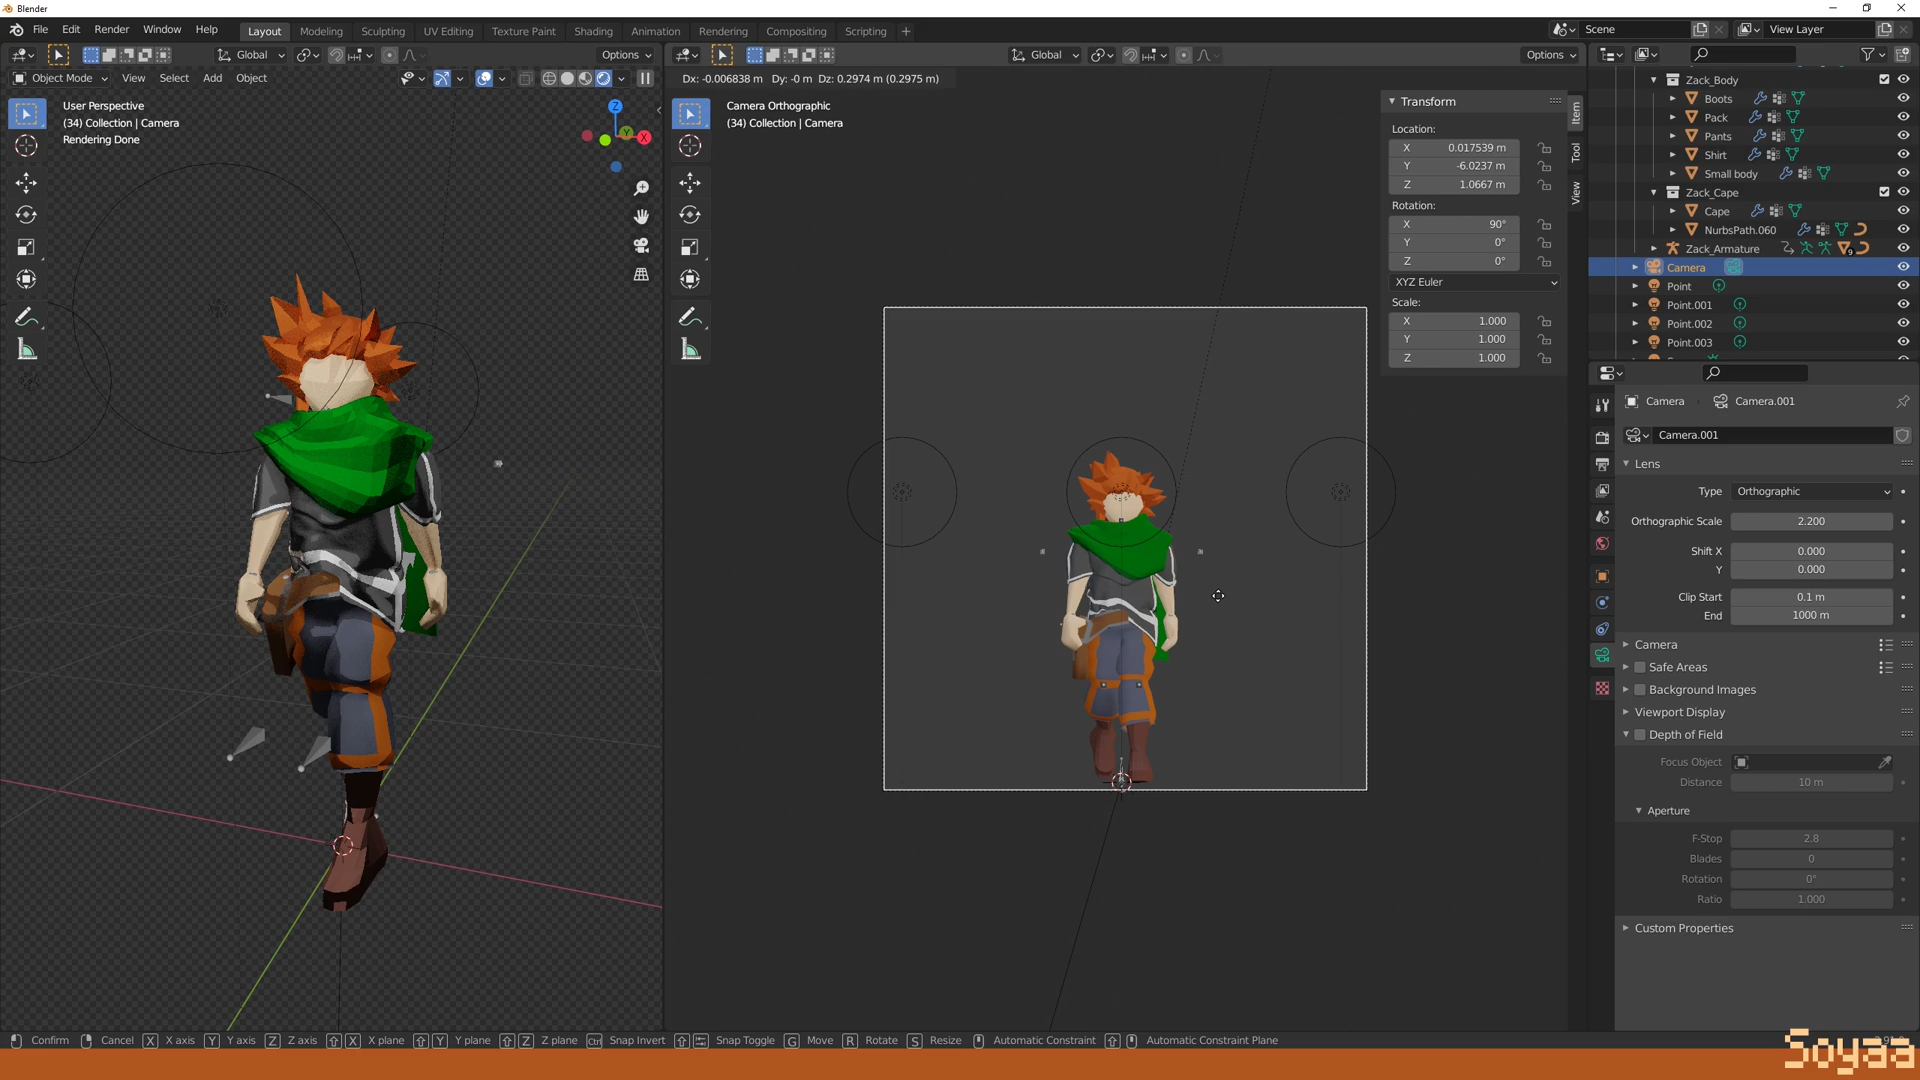 Blender
File Edit Render Window Help Layout Modeling Sculpting UV Editing Texture Paint Shading Animation Rendering Compositing Scripting + Scene View Layer
Global Options Global Options
Object Mode View Select Add Object Dx: -0.006838 m Dy: -0 m Dz: 0.2974 m (0.2975 m)
User Perspective
(34) Collection | Camera
Rendering Done
Z
Y
X
Camera Orthographic
(34) Collection | Camera
Transform
Location:
X 0.017539 m
Y -6.0237 m
Z 1.0667 m
Rotation:
X 90°
Y 0°
Z 0°
XYZ Euler
Scale:
X 1.000
Y 1.000
Z 1.000
Item
Tool
View
Zack_Body
Boots
Pack
Pants
Shirt
Small body
Zack_Cape
Cape
NurbsPath.060
Zack_Armature
Camera
Point
Point.001
Point.002
Point.003
Camera Camera.001
Camera.001
Lens
Type Orthographic
Orthographic Scale 2.200
Shift X 0.000
Y 0.000
Clip Start 0.1 m
End 1000 m
Camera
Safe Areas
Background Images
Viewport Display
Depth of Field
Focus Object
Distance 10 m
Aperture
F-Stop 2.8
Blades 0
Rotation 0°
Ratio 1.000
Custom Properties
Confirm Cancel X X axis Y Y axis Z Z axis X X plane Y Y plane Z Z plane Ctrl Snap Invert Snap Toggle G Move R Rotate S Resize Automatic Constraint Automatic Constraint Plane
Soyaa